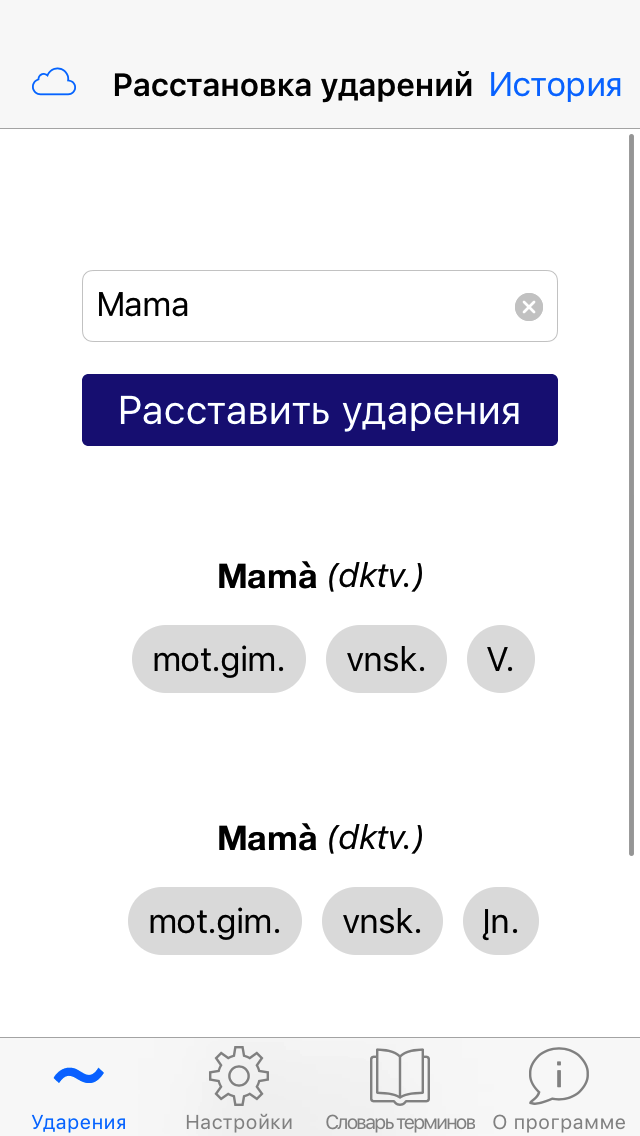 Расстановка ударений История
Mama
Расставить ударения
Mamà (dktv.)
mot.gim. vnsk. V.
Mamà (dktv.)
mot.gim. vnsk. Įn.
Ударения Настройки Словарь терминов О программе